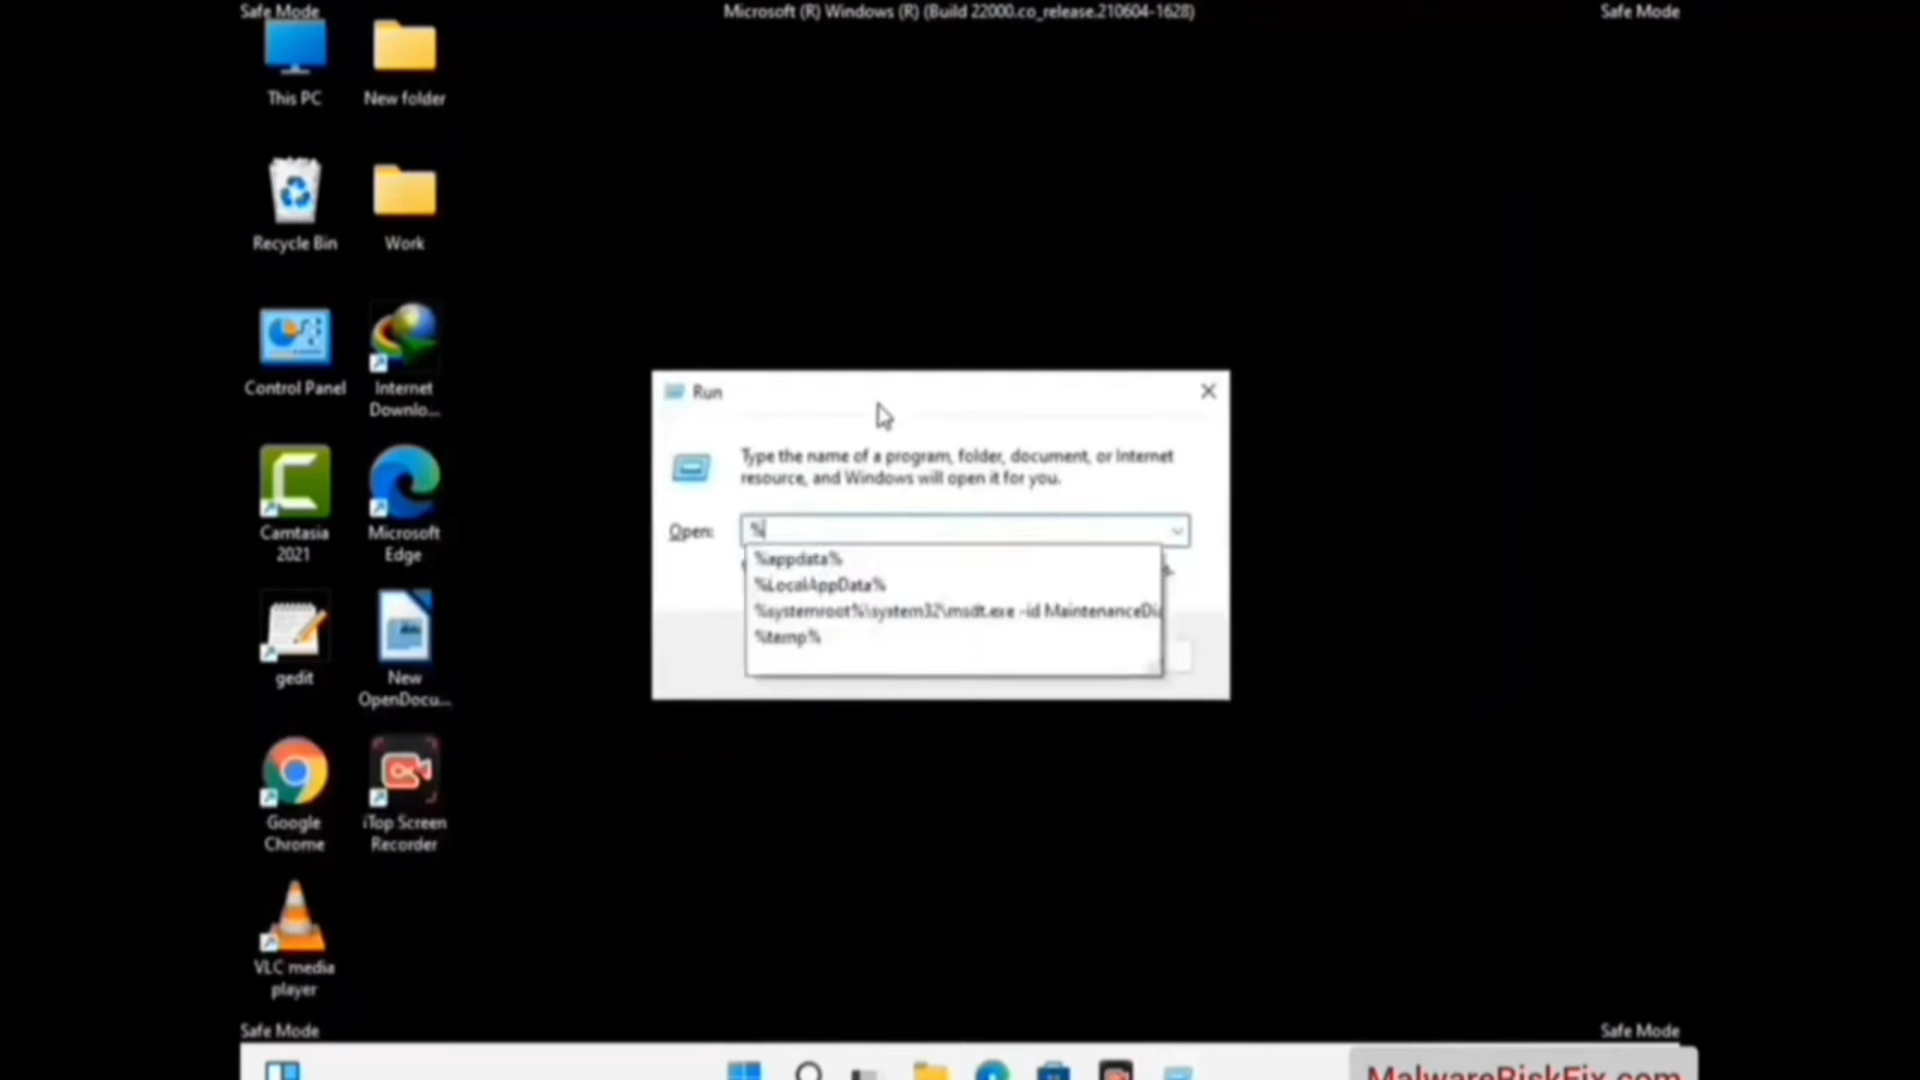 Safe Mode
Microsoft (R) Windows (R) (Build 22000.co_release.210604-1628)
Safe Mode
This PC
New folder
Recycle Bin
Work
Control Panel
Internet
Downlo...
Camtasia
2021
Microsoft
Edge
gedit
New
OpenDocu...
Google
Chrome
iTop Screen
Recorder
VLC media
player
Run
Type the name of a program, folder, document, or Internet
resource, and Windows will open it for you.
Open:
%
%appdata%
%LocalAppData%
%systemroot%\system32\msdt.exe -id MaintenanceDia
%temp%
Safe Mode
Safe Mode
MalwareRiskFix.com